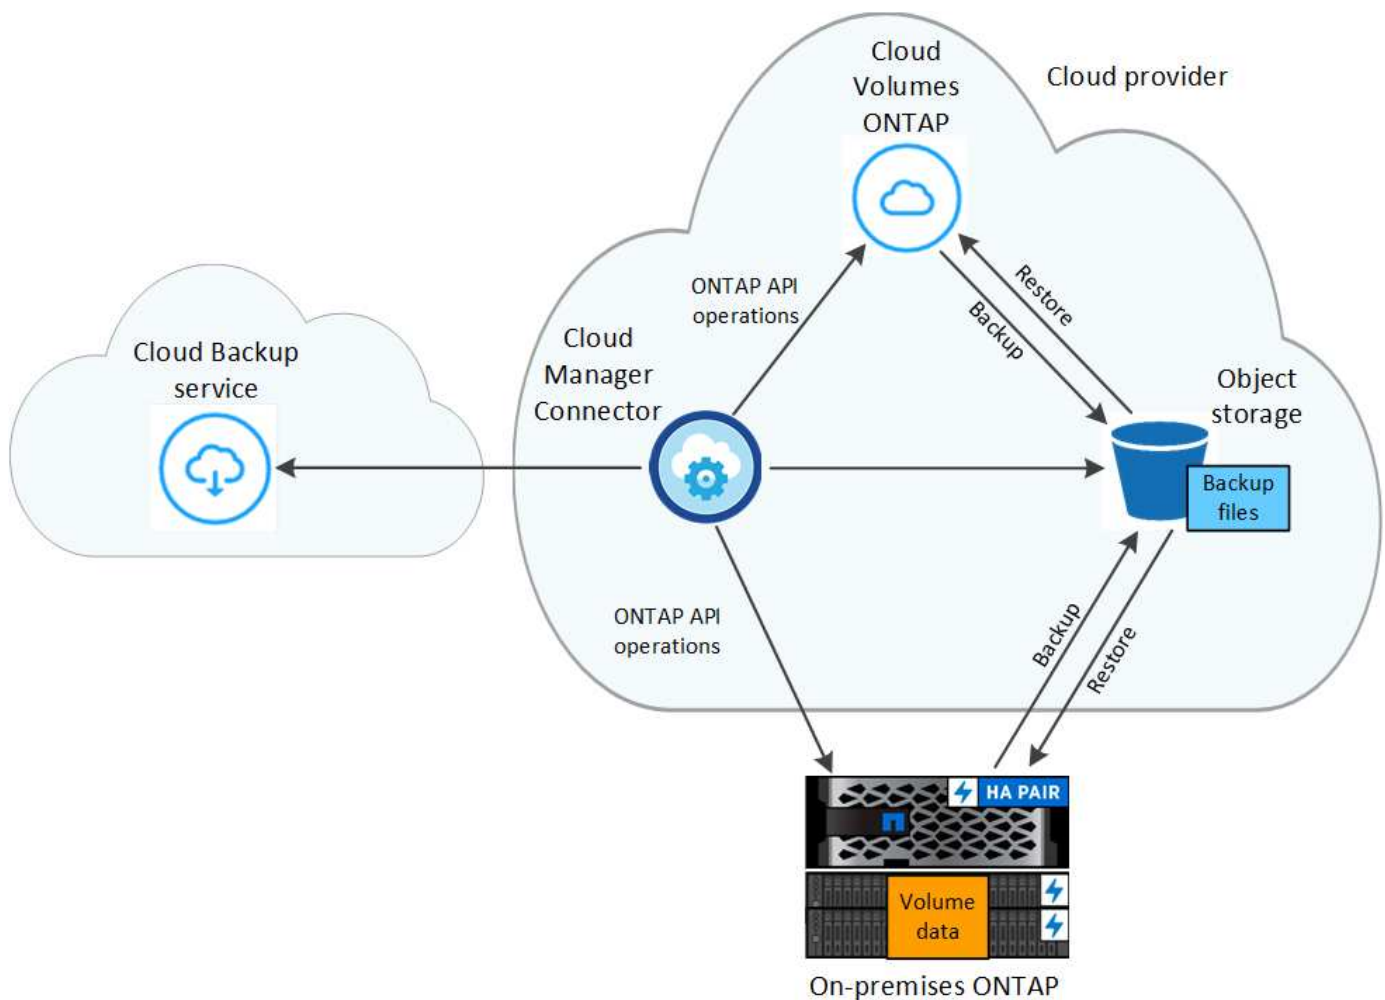 Cloud
Volumes
ONTAP
Cloud provider
ONTAP API
operations
Restore
Backup
Cloud Backup
service
Cloud
Manager
Connector
Object
storage
Backup
files
ONTAP API
operations
Backup
Restore
HA PAIR
Volume
data
On-premises ONTAP